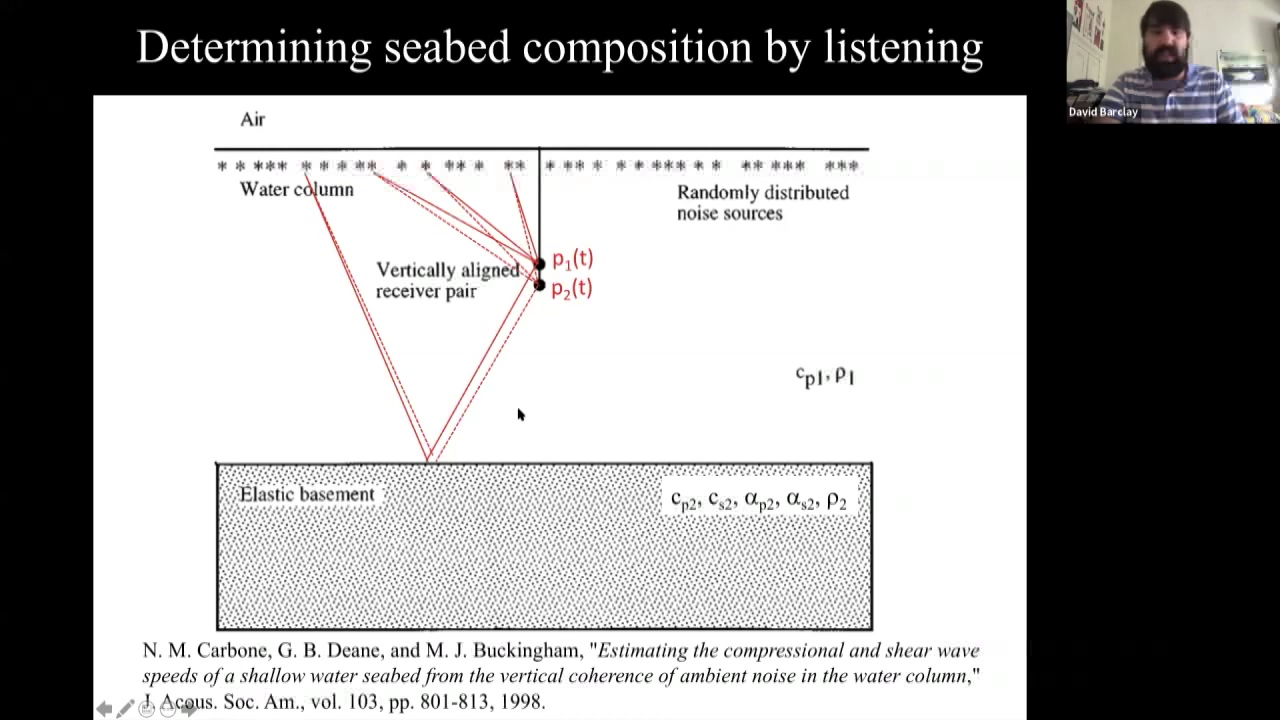 Determining seabed composition by listening
David Barclay
Air
* * *** * * * ** * * ** * ** * ** * * * *** * * ** *** ***
Water column
Randomly distributed
noise sources
p₁(t)
Vertically aligned
receiver pair
p₂(t)
cp1, ρ1
Elastic basement
cp2, cs2, αp2, αs2, ρ2
N. M. Carbone, G. B. Deane, and M. J. Buckingham, "Estimating the compressional and shear wave
speeds of a shallow water seabed from the vertical coherence of ambient noise in the water column,"
J. Acous. Soc. Am., vol. 103, pp. 801-813, 1998.